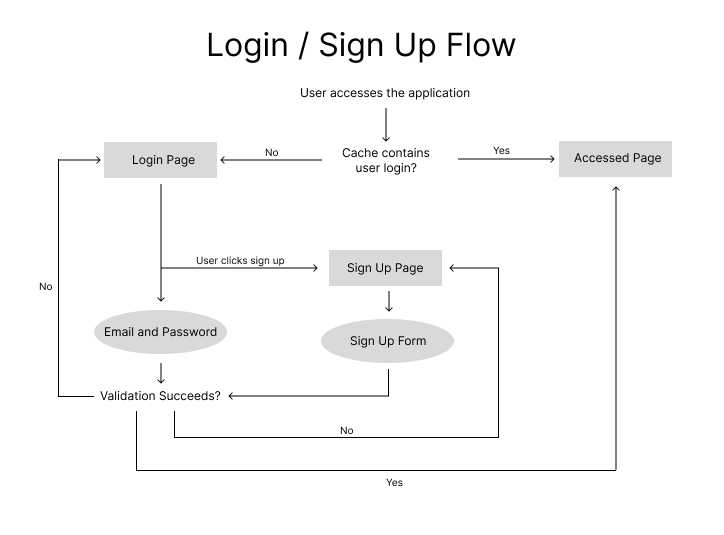 Login / Sign Up Flow
User accesses the application
Login Page
No
Cache contains
user login?
Yes
Accessed Page
User clicks sign up
Sign Up Page
No
Email and Password
Sign Up Form
Validation Succeeds?
No
Yes